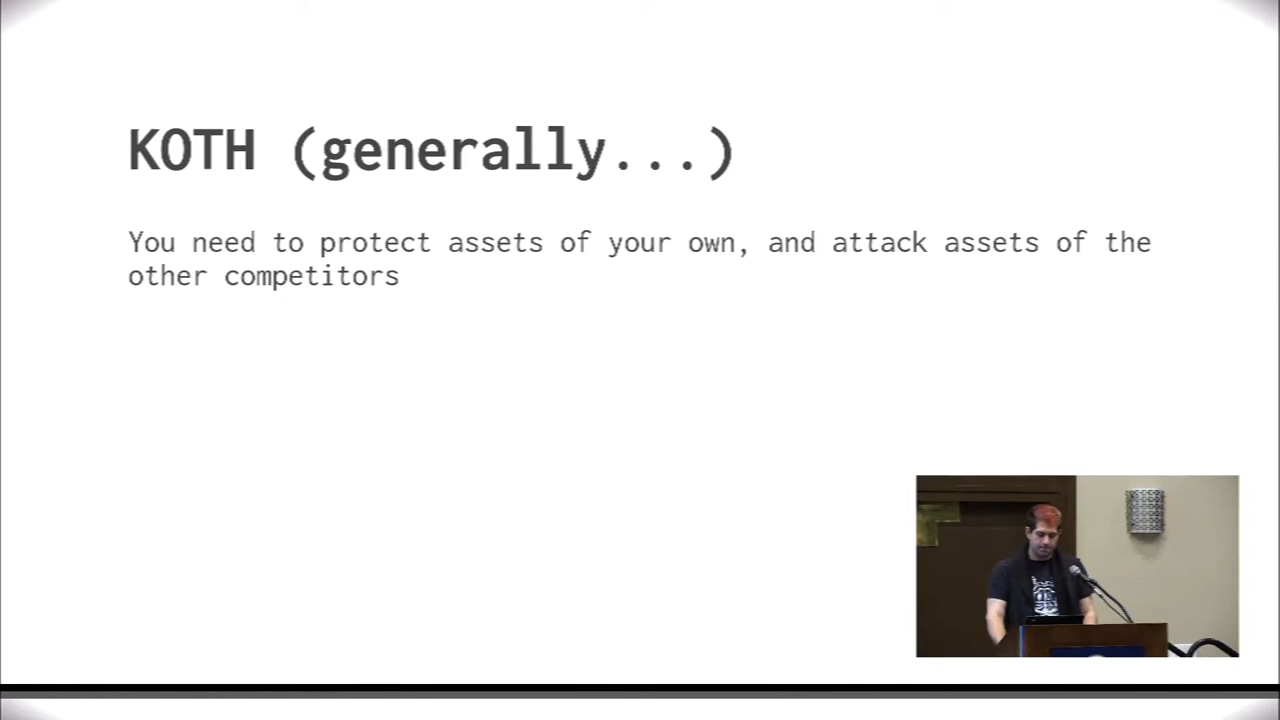 KOTH (generally...)
You need to protect assets of your own, and attack assets of the
other competitors